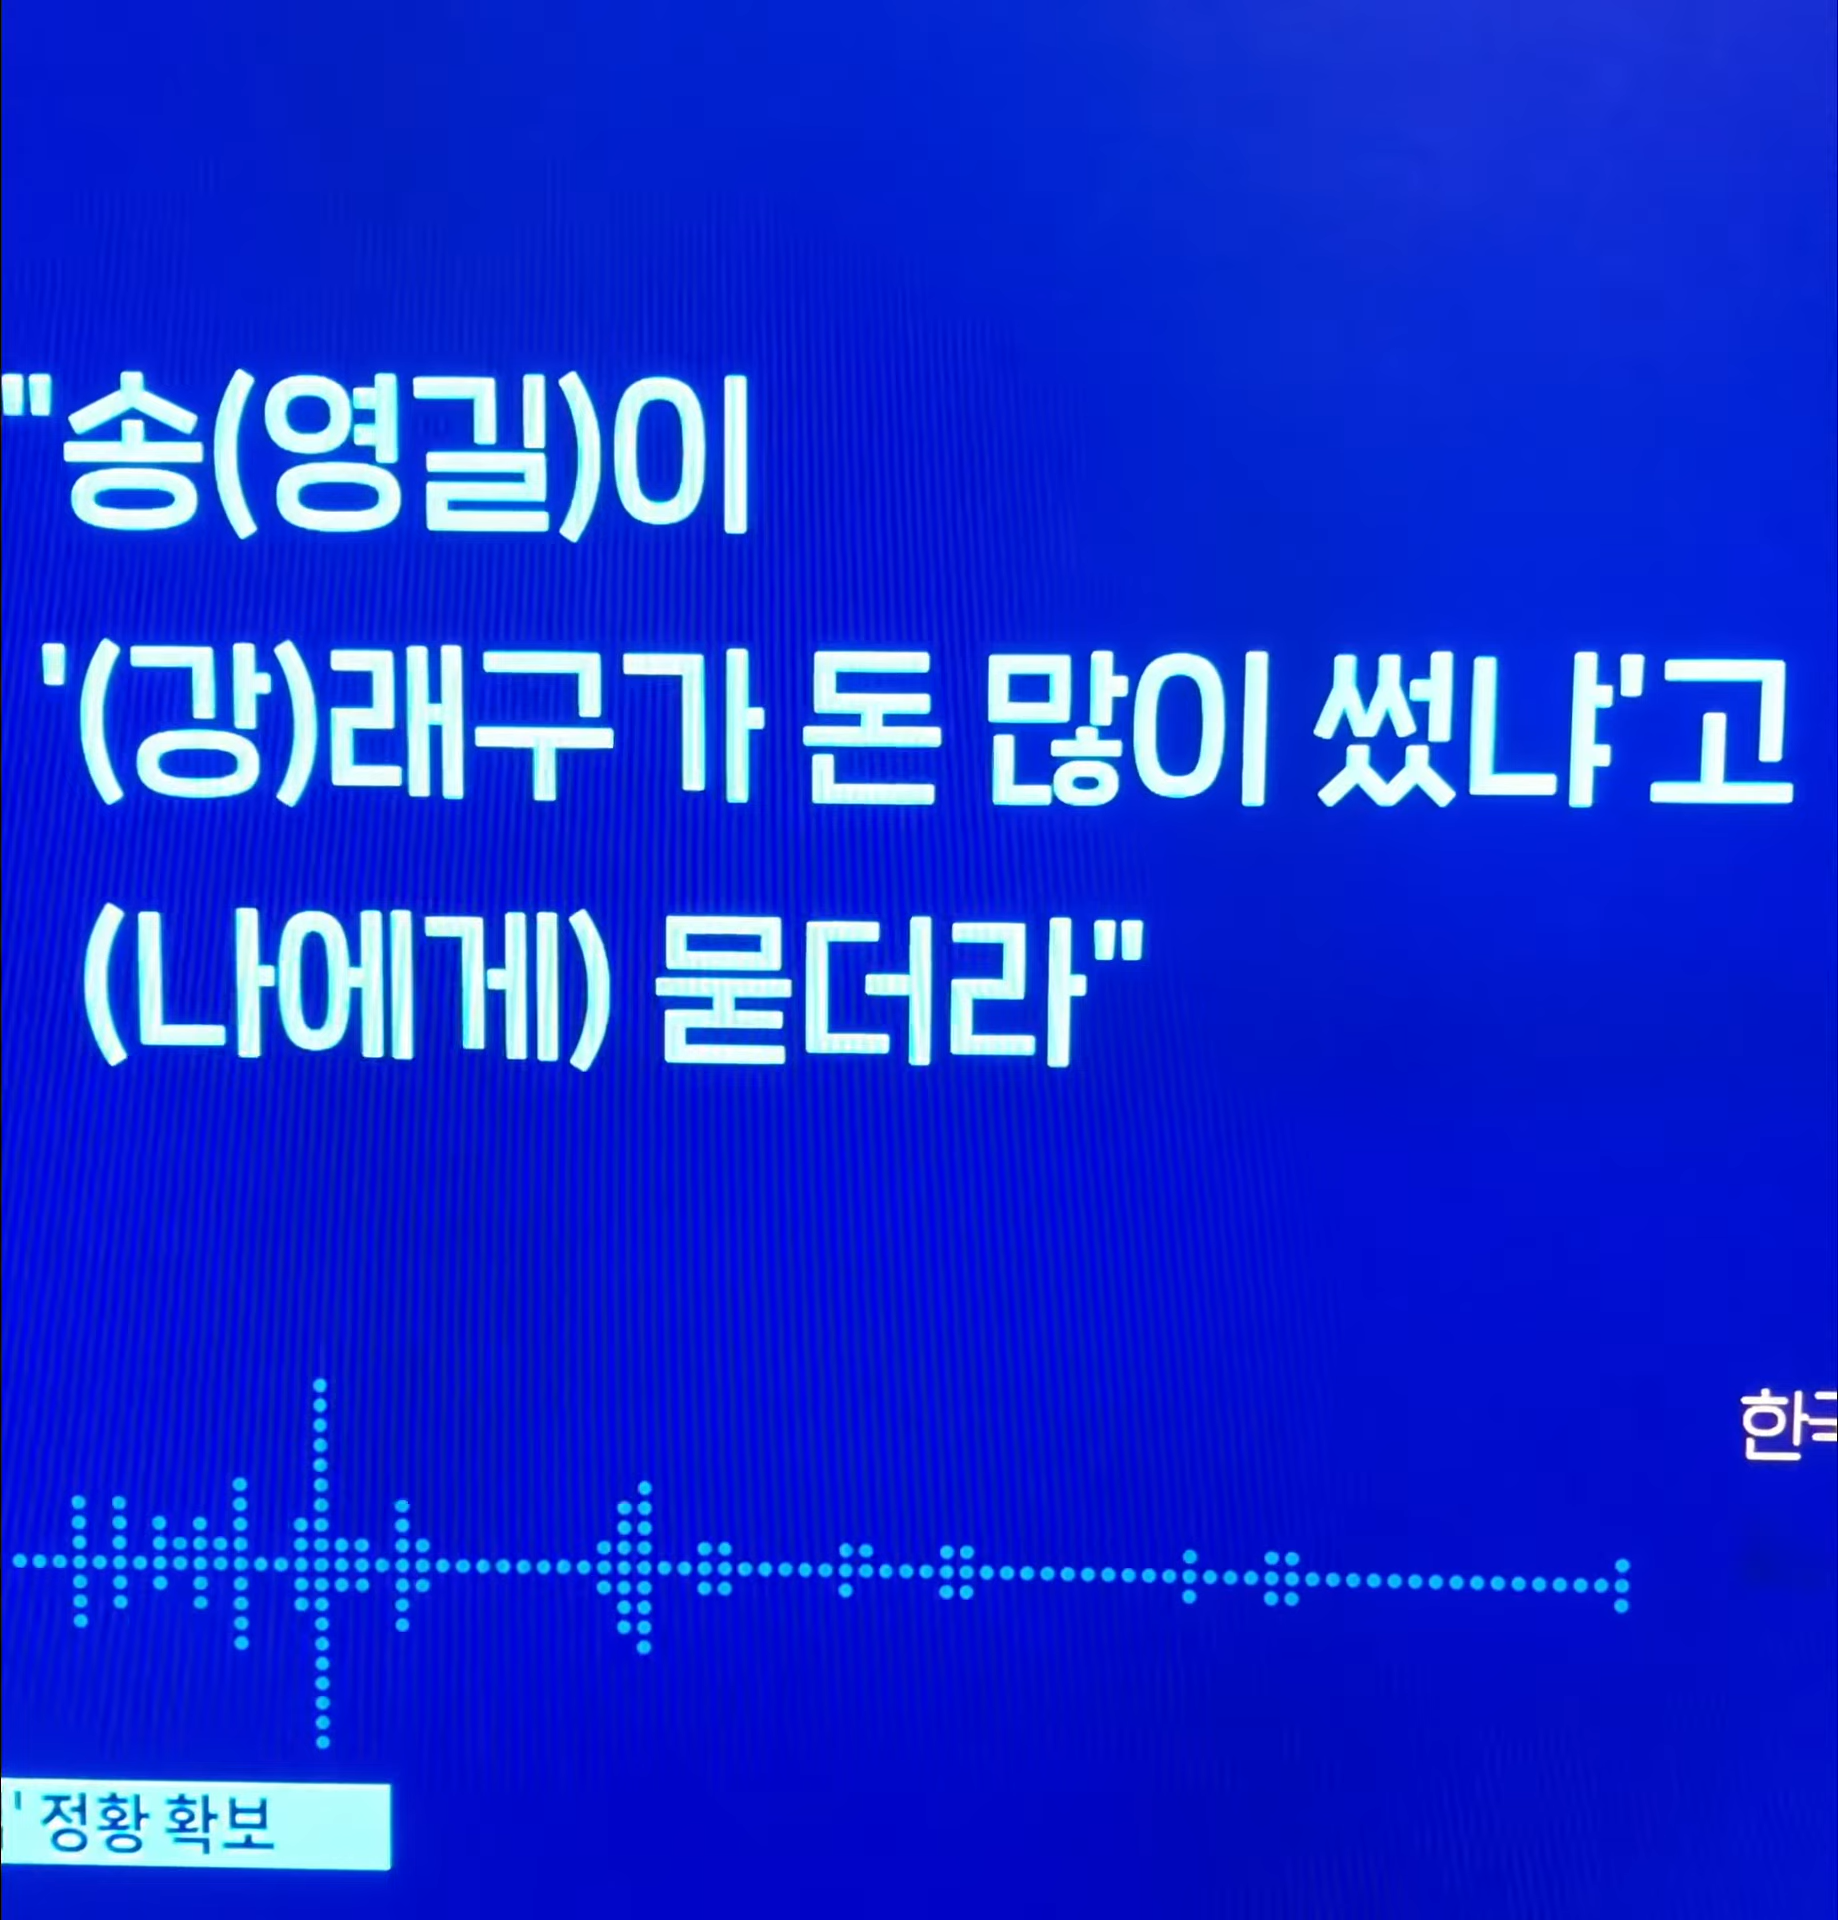 "송(영길)이
'(강)래구가 돈 많이 썼냐'고
(나에게) 묻더라"
' 정황 확보